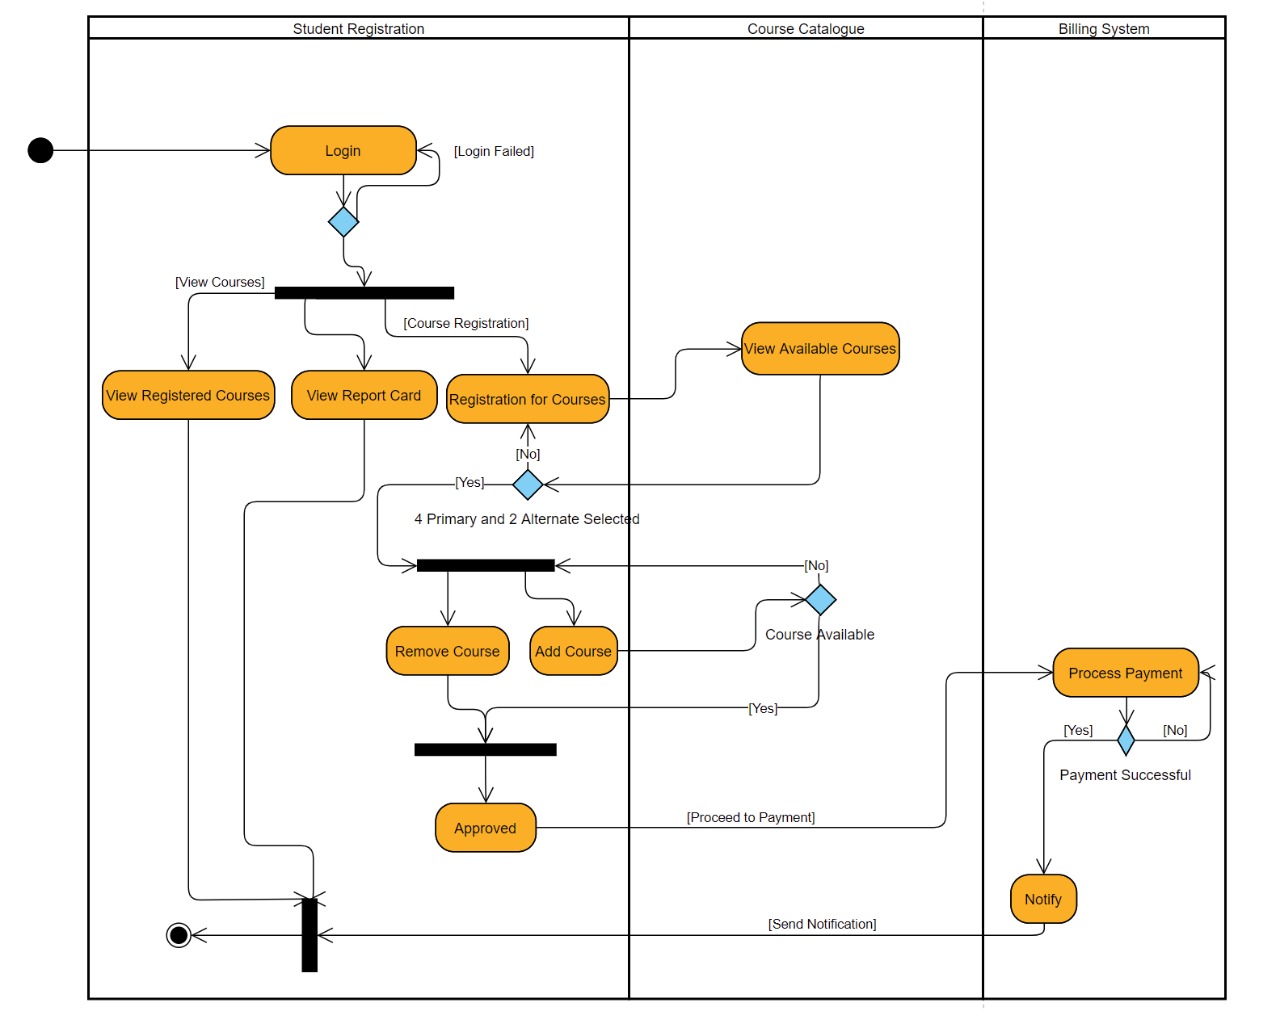 Student Registration
Course Catalogue
Billing System
Login
[Login Failed]
[View Courses]
[Course Registration]
View Available Courses
View Registered Courses
View Report Card
Registration for Courses
[No]
[Yes]
4 Primary and 2 Alternate Selected
[No]
Course Available
Remove Course
Add Course
Process Payment
[Yes]
[Yes]
[No]
Payment Successful
[Proceed to Payment]
Approved
Notify
[Send Notification]